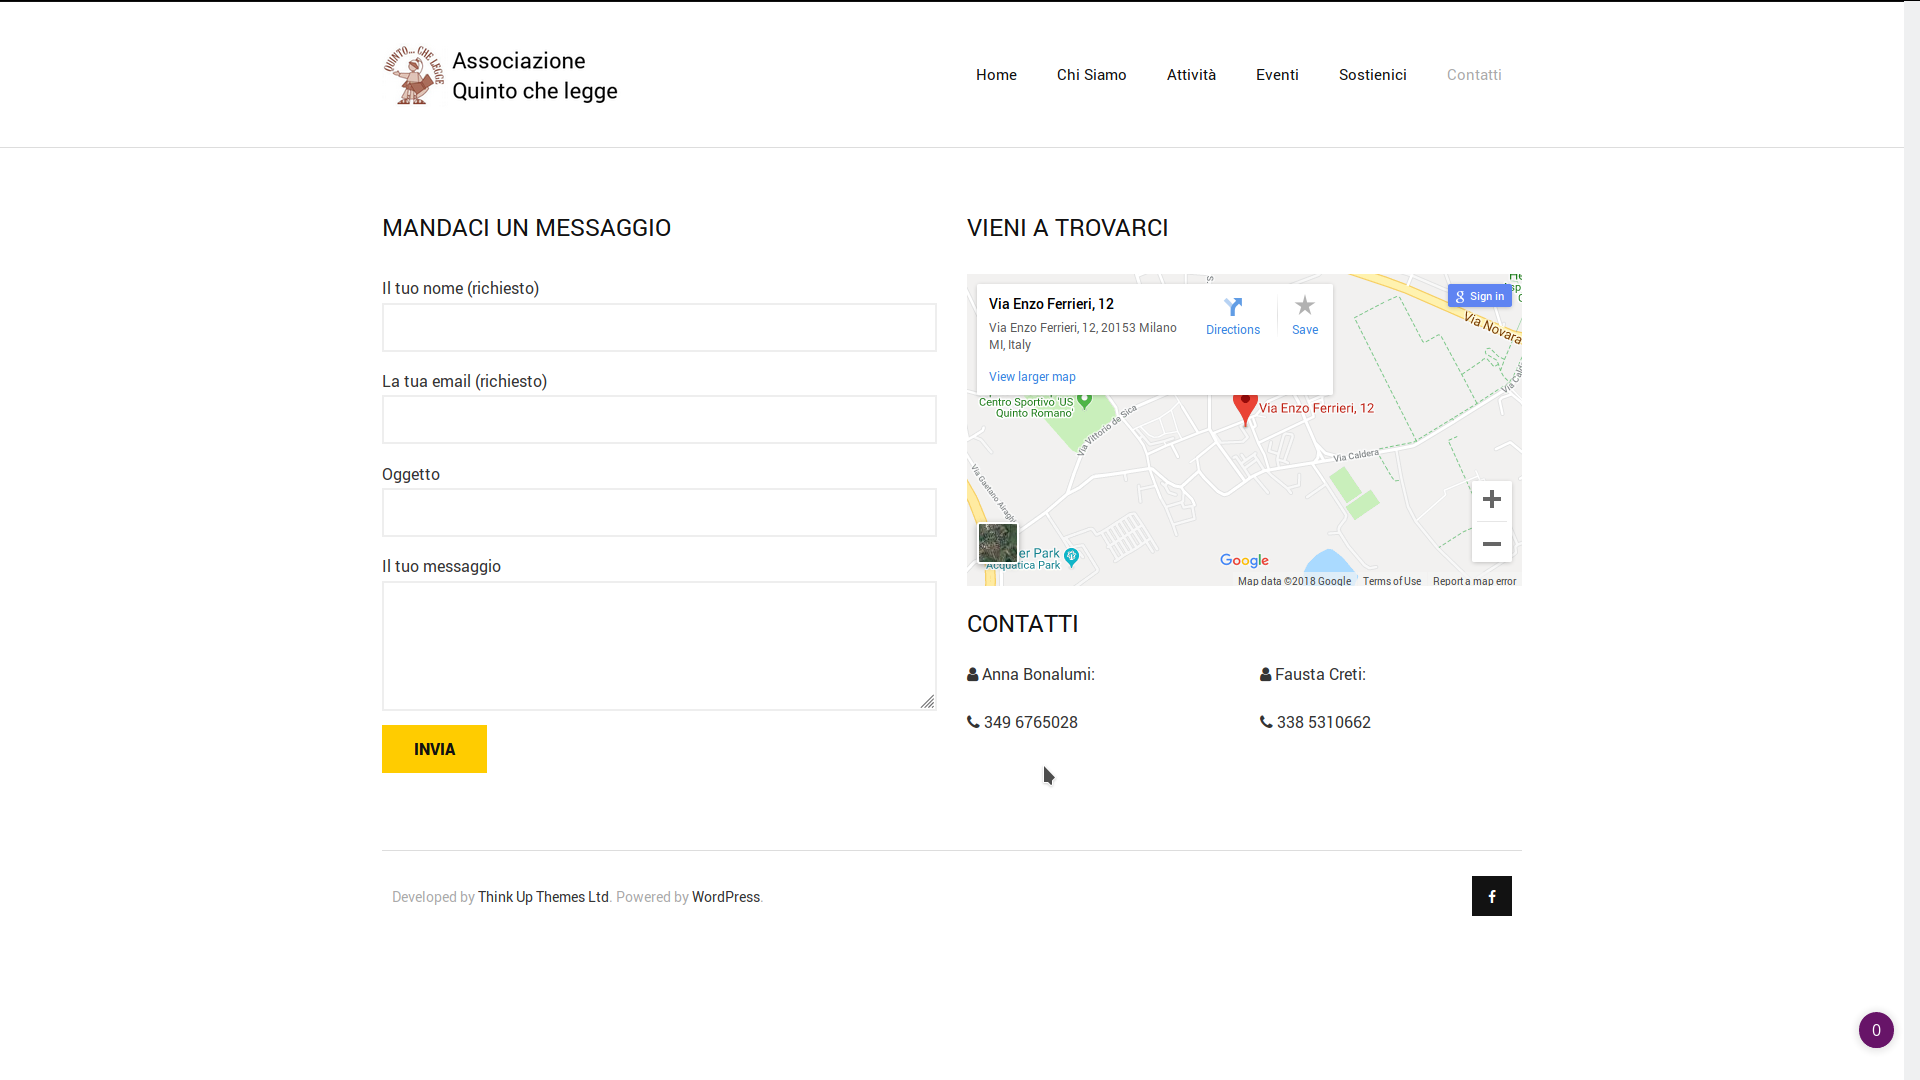 QUINTO... CHE LEGGE
Associazione
Quinto che legge
Home
Chi Siamo
Attività
Eventi
Sostienici
Contatti
MANDACI UN MESSAGGIO
Il tuo nome (richiesto)
La tua email (richiesto)
Oggetto
Il tuo messaggio
INVIA
VIENI A TROVARCI
Via Enzo Ferrieri, 12
Via Enzo Ferrieri, 12, 20153 Milano
MI, Italy
View larger map
Directions
Save
Sign in
Via Novara
Centro Sportivo 'US
Quinto Romano'
Via Vittorio de Sica
Via Enzo Ferrieri, 12
Via Caldera
Via Gaetano Airaghi
er Park
Acquatica Park
Google
Map data ©2018 Google
Terms of Use
Report a map error
CONTATTI
Anna Bonalumi:
349 6765028
Fausta Creti:
338 5310662
Developed by Think Up Themes Ltd. Powered by WordPress.
0